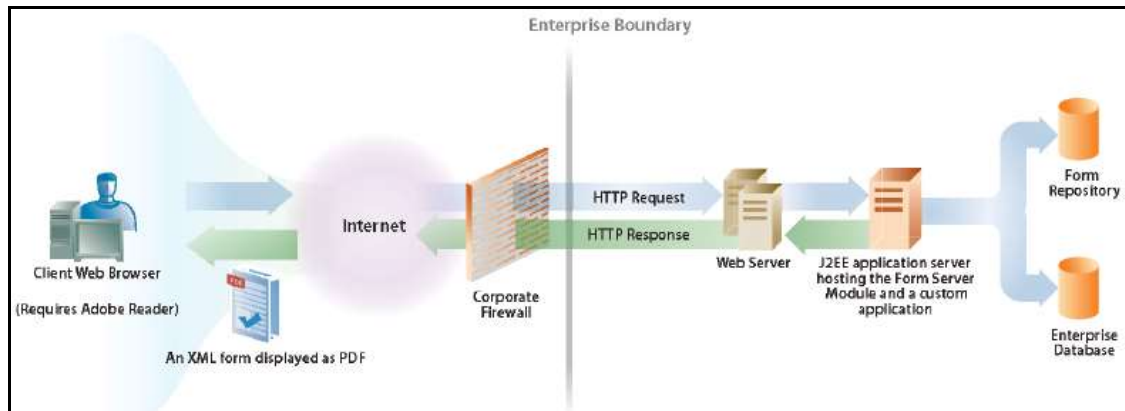 Enterprise Boundary
Form
Repository
HTTP Request
Internet
HTTP Response
Client Web Browser
(Requires Adobe Reader)
PDF
An XML form displayed as PDF
Corporate
Firewall
Web Server
J2EE application server
hosting the Form Server
Module and a custom
application
Enterprise
Database